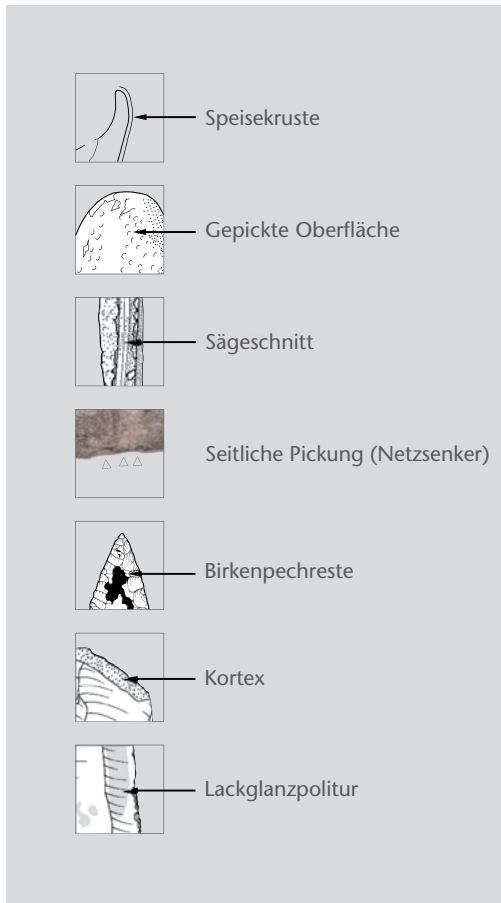 Speisekruste
Gepickte Oberfläche
Sägeschnitt
Seitliche Pickung (Netzsenker)
Birkenpechreste
Kortex
Lackglanzpolitur